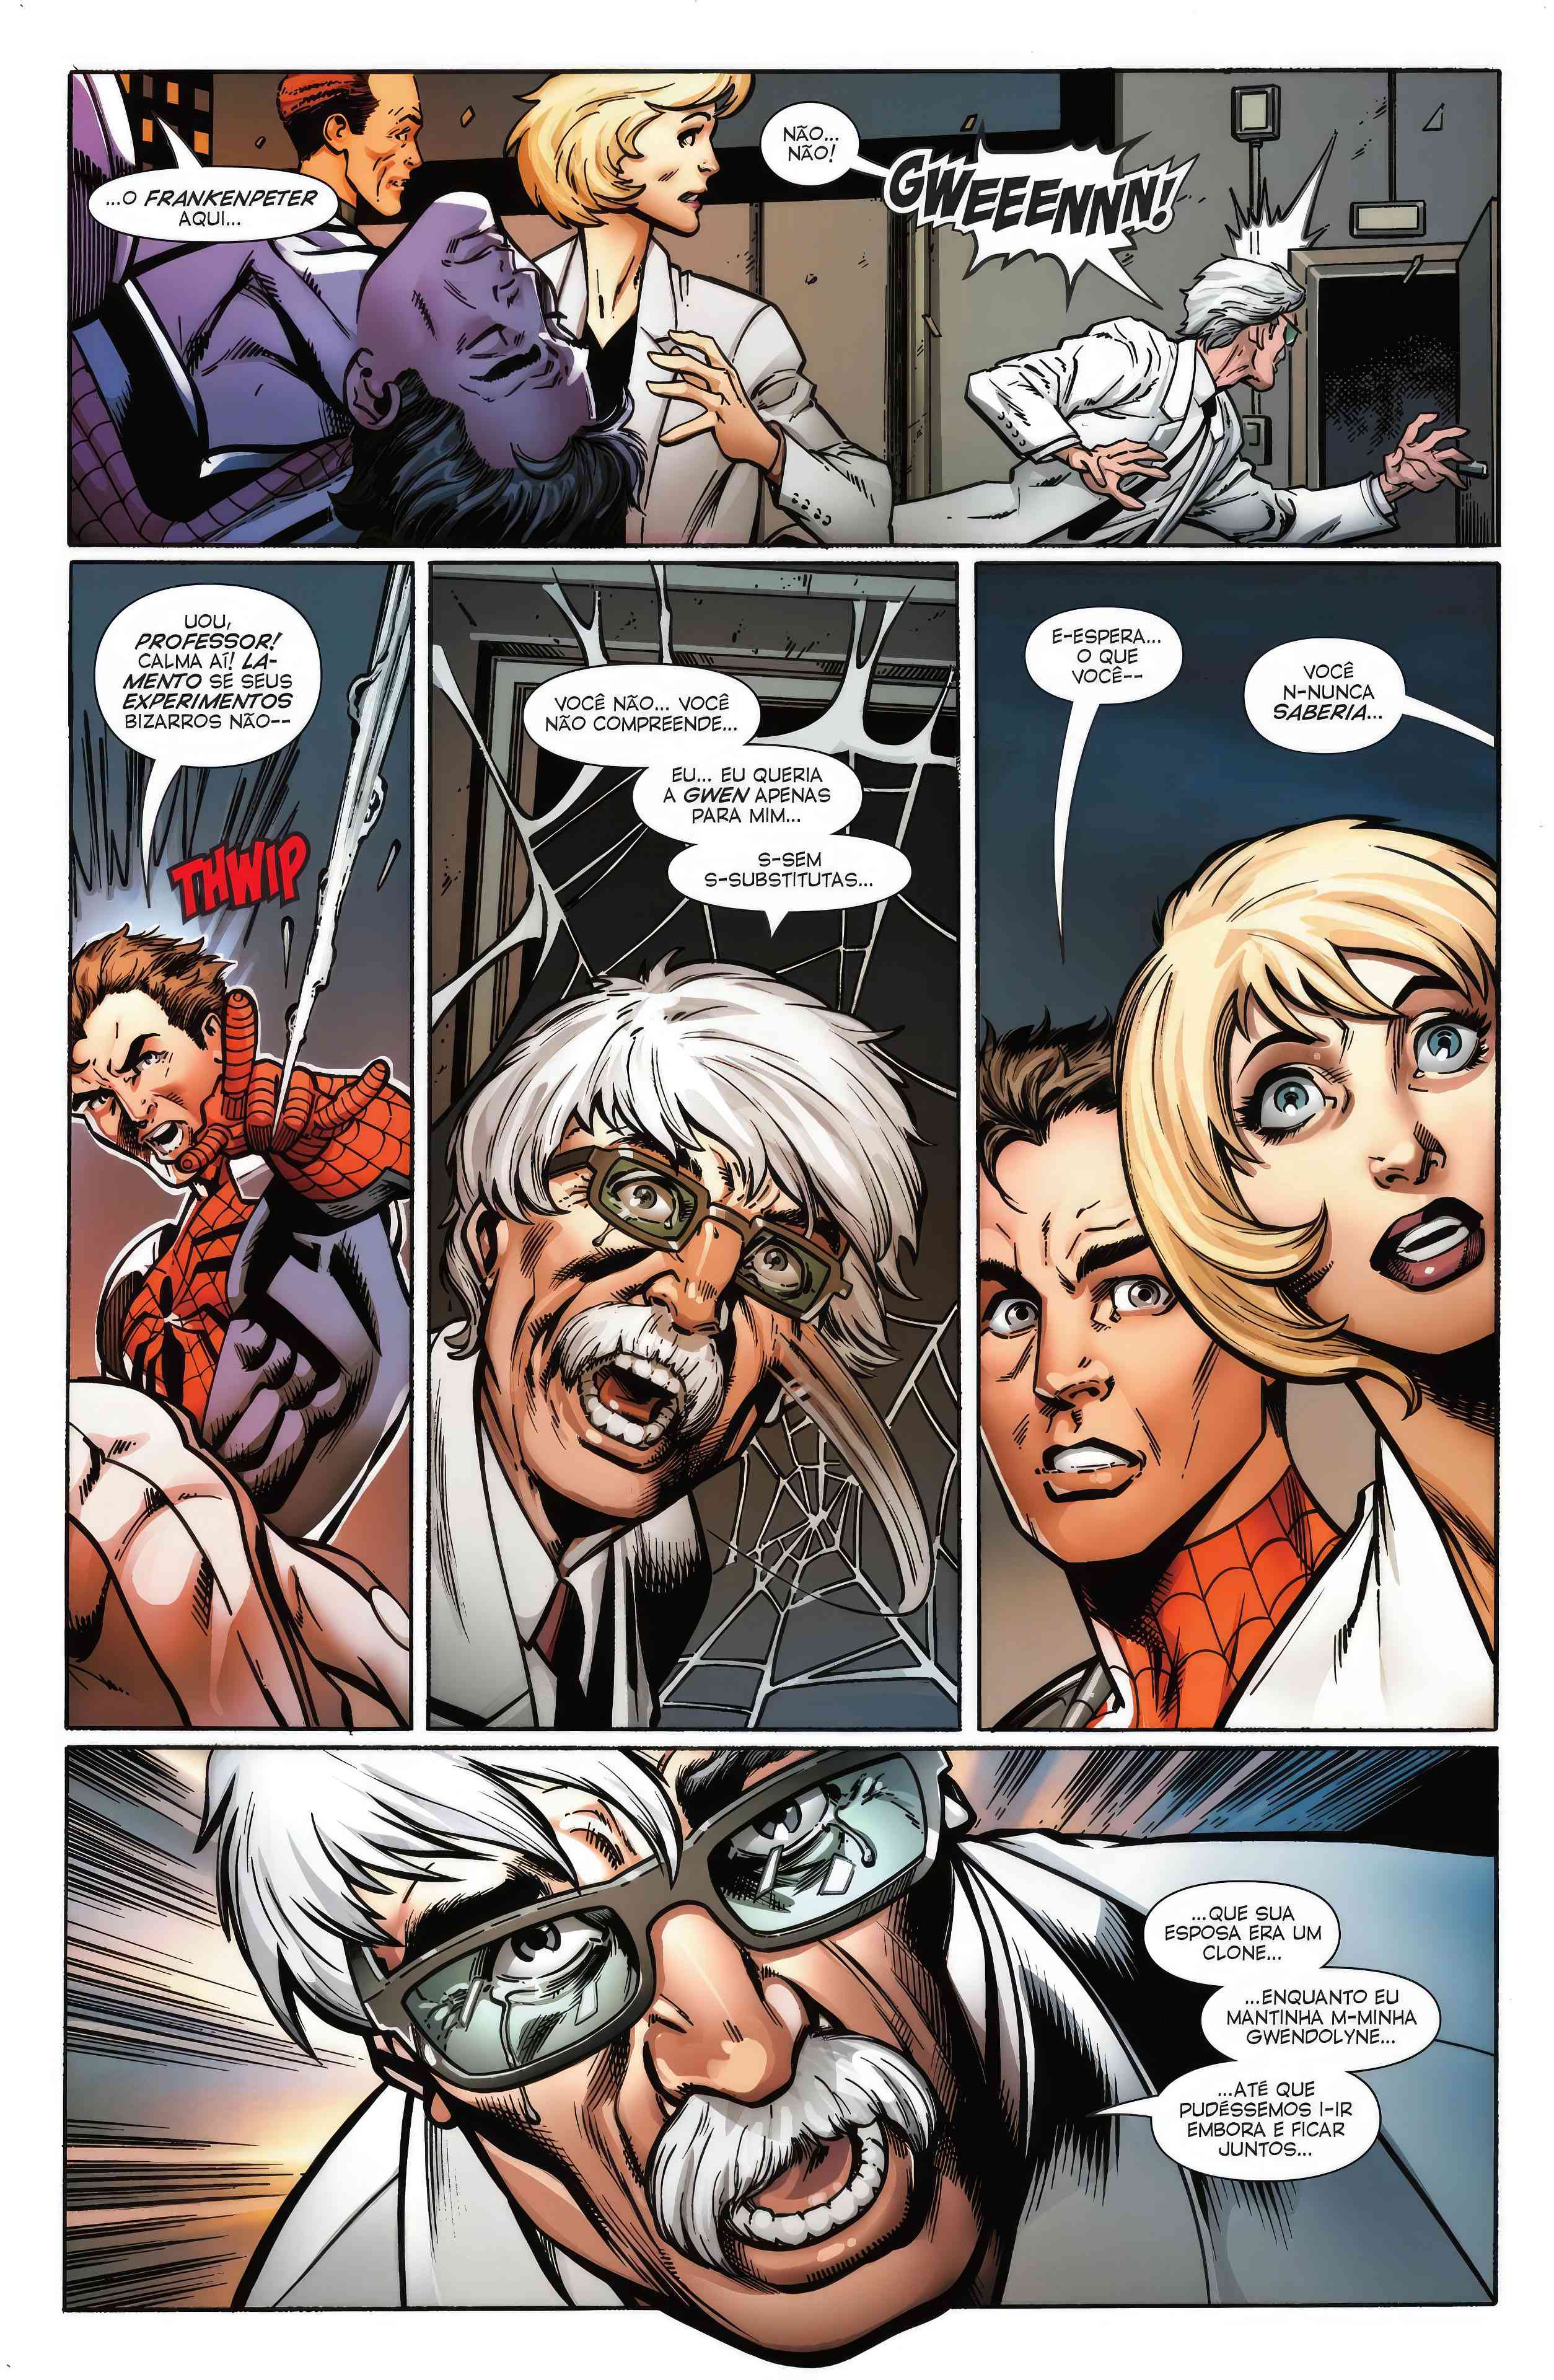 ...O FRANKENPETER
AQUI...
NÃO...
NÃO!
GWEEENNN!
UOU,
PROFESSOR!
CALMA AÍ! LA-
MENTO SE SEUS
EXPERIMENTOS
BIZARROS NÃO--
THWIP
VOCÊ NÃO... VOCÊ
NÃO COMPREENDE...
EU... EU QUERIA
A GWEN APENAS
PARA MIM...
S-SEM
S-SUBSTITUTAS...
E-ESPERA...
O QUE
VOCÊ--
VOCÊ
N-NUNCA
SABERIA...
...QUE SUA
ESPOSA ERA UM
CLONE...
...ENQUANTO EU
MANTINHA M-MINHA
GWENDOLYNE...
...ATÉ QUE
PUDÉSSEMOS I-IR
EMBORA E FICAR
JUNTOS...